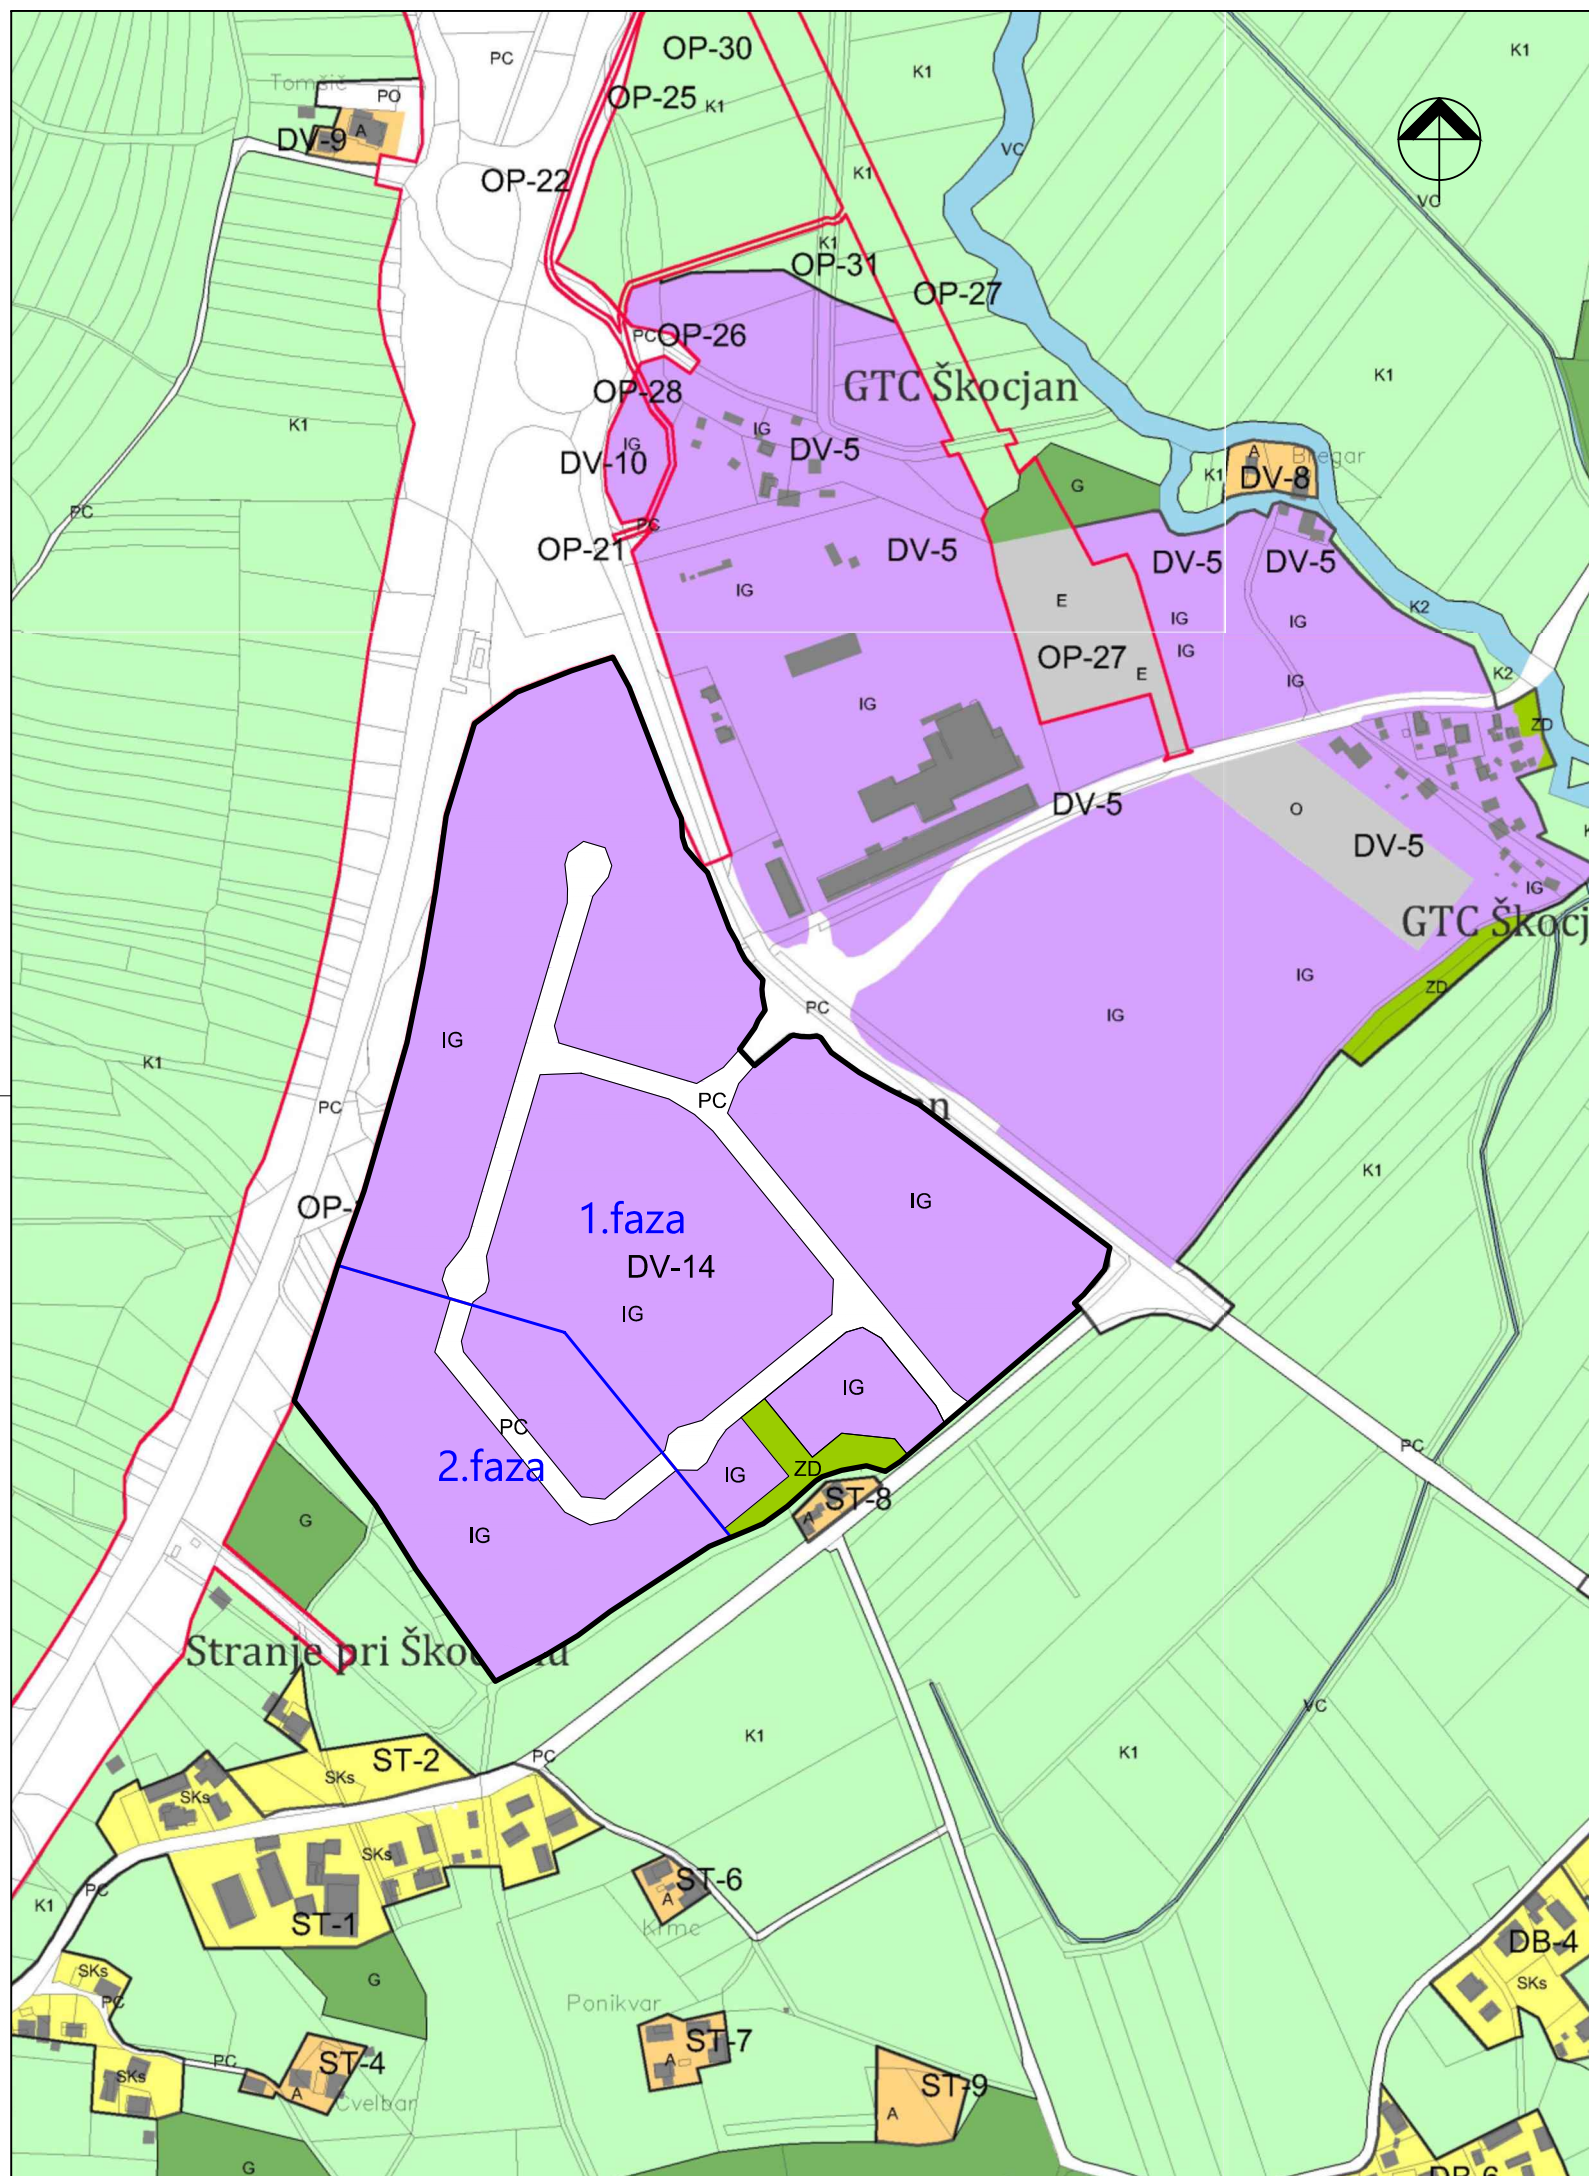 OP-30
K1
PC
K1
Tomšič
PO
OP-25
K1
A
DV-9
VC
K1
OP-22
VC
K1
OP-31
OP-27
PC
OP-26
GTC Škocjan
K1
OP-28
K1
IG
IG
DV-10
DV-5
A
Bregar
K1
DV-8
G
PC
PC
OP-21
DV-5
DV-5
DV-5
IG
E
K2
IG
IG
IG
OP-27
E
K2
IG
IG
ZD
DV-5
O
DV-5
IG
GTC Škocj
IG
ZD
PC
IG
IG
K1
PC
PC
K1
IG
OP-
1.faza
DV-14
IG
IG
PC
PC
2.faza
IG
ZD
ST-8
A
G
IG
Stranje pri Ško
VC
K1
K1
PC
ST-2
SKs
SKs
SKs
ST-6
A
PC
K1
ST-1
Krmc
DB-4
SKs
G
SKs
PC
Ponikvar
ST-7
A
PC
ST-4
SKs
A
Cvelbar
ST-9
A
G
DB-6